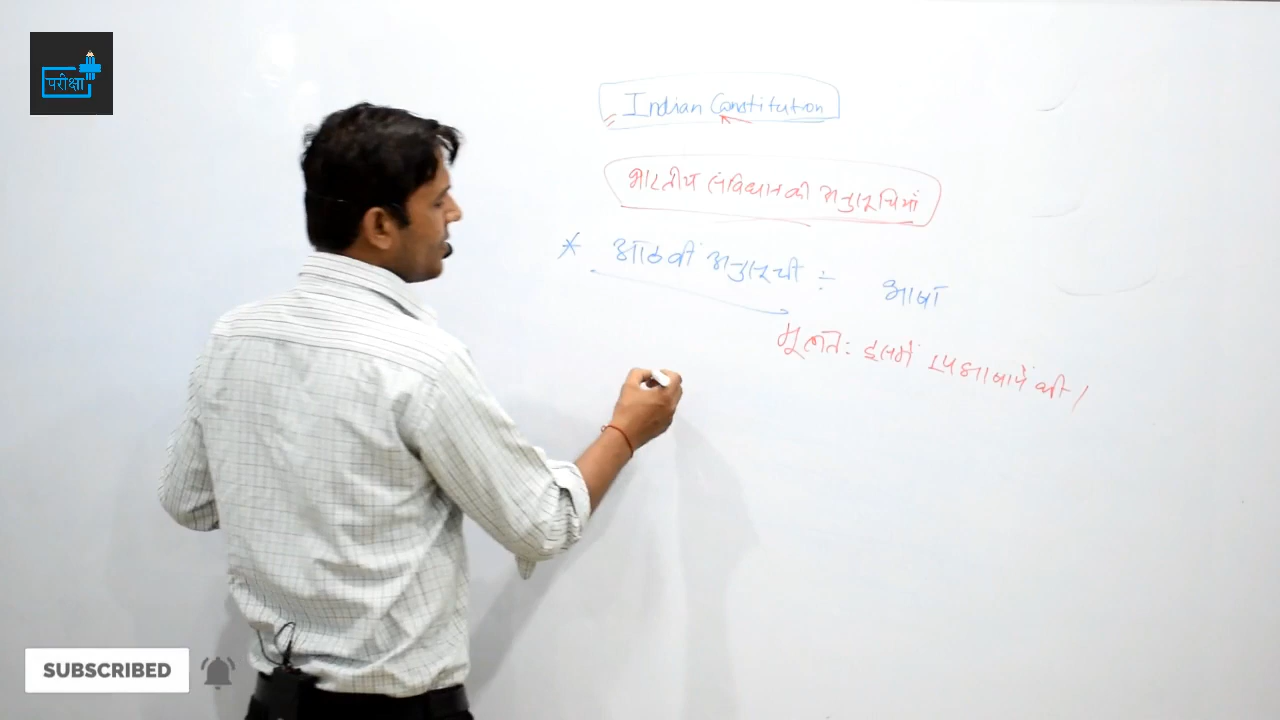 परीक्षा
Indian Constitution
भारतीय संविधान की अनुसूचियां
* आठवीं अनुसूची ÷ भाषा
मूलतः इसमें 14 भाषायें थी।
SUBSCRIBED